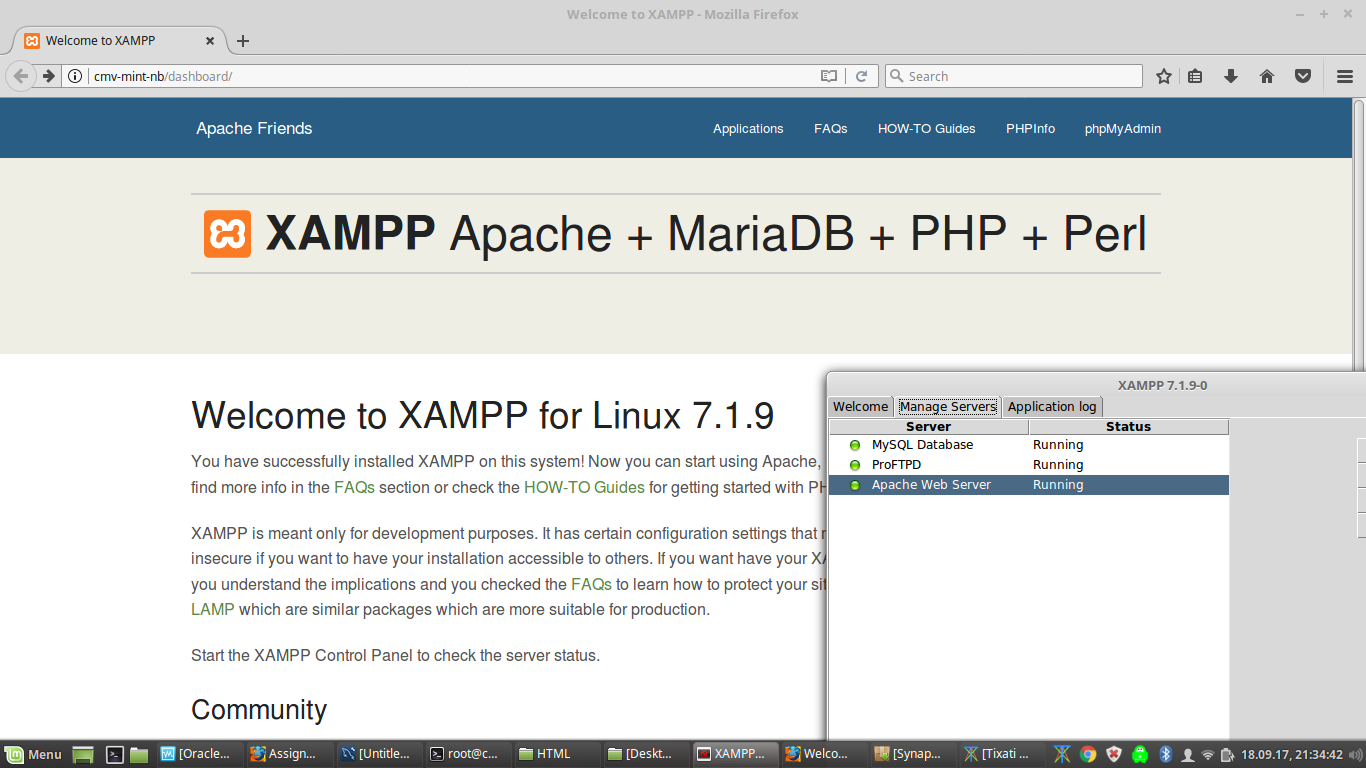 Welcome to XAMPP - Mozilla Firefox
Welcome to XAMPP
cmv-mint-nb/dashboard/
Search
Apache Friends
Applications
FAQs
HOW-TO Guides
PHPInfo
phpMyAdmin
XAMPP Apache + MariaDB + PHP + Perl
Welcome to XAMPP for Linux 7.1.9
You have successfully installed XAMPP on this system! Now you can start using Apache,
find more info in the FAQs section or check the HOW-TO Guides for getting started with PH
XAMPP is meant only for development purposes. It has certain configuration settings that
insecure if you want to have your installation accessible to others. If you want have your XA
you understand the implications and you checked the FAQs to learn how to protect your sit
LAMP which are similar packages which are more suitable for production.
Start the XAMPP Control Panel to check the server status.
Community
XAMPP 7.1.9-0
Welcome
Manage Servers
Application log
Server Status
MySQL Database Running
ProFTPD Running
Apache Web Server Running
Menu
[Oracle...
Assign...
[Untitle...
root@c...
HTML
[Deskt...
XAMPP...
Welco...
[Synap...
[Tixati ...
18.09.17, 21:34:42